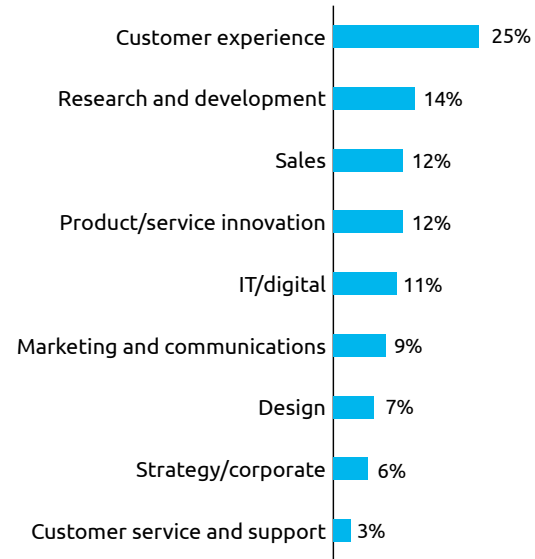 Customer experience 25%
Research and development 14%
Sales 12%
Product/service innovation 12%
IT/digital 11%
Marketing and communications 9%
Design 7%
Strategy/corporate 6%
Customer service and support 3%